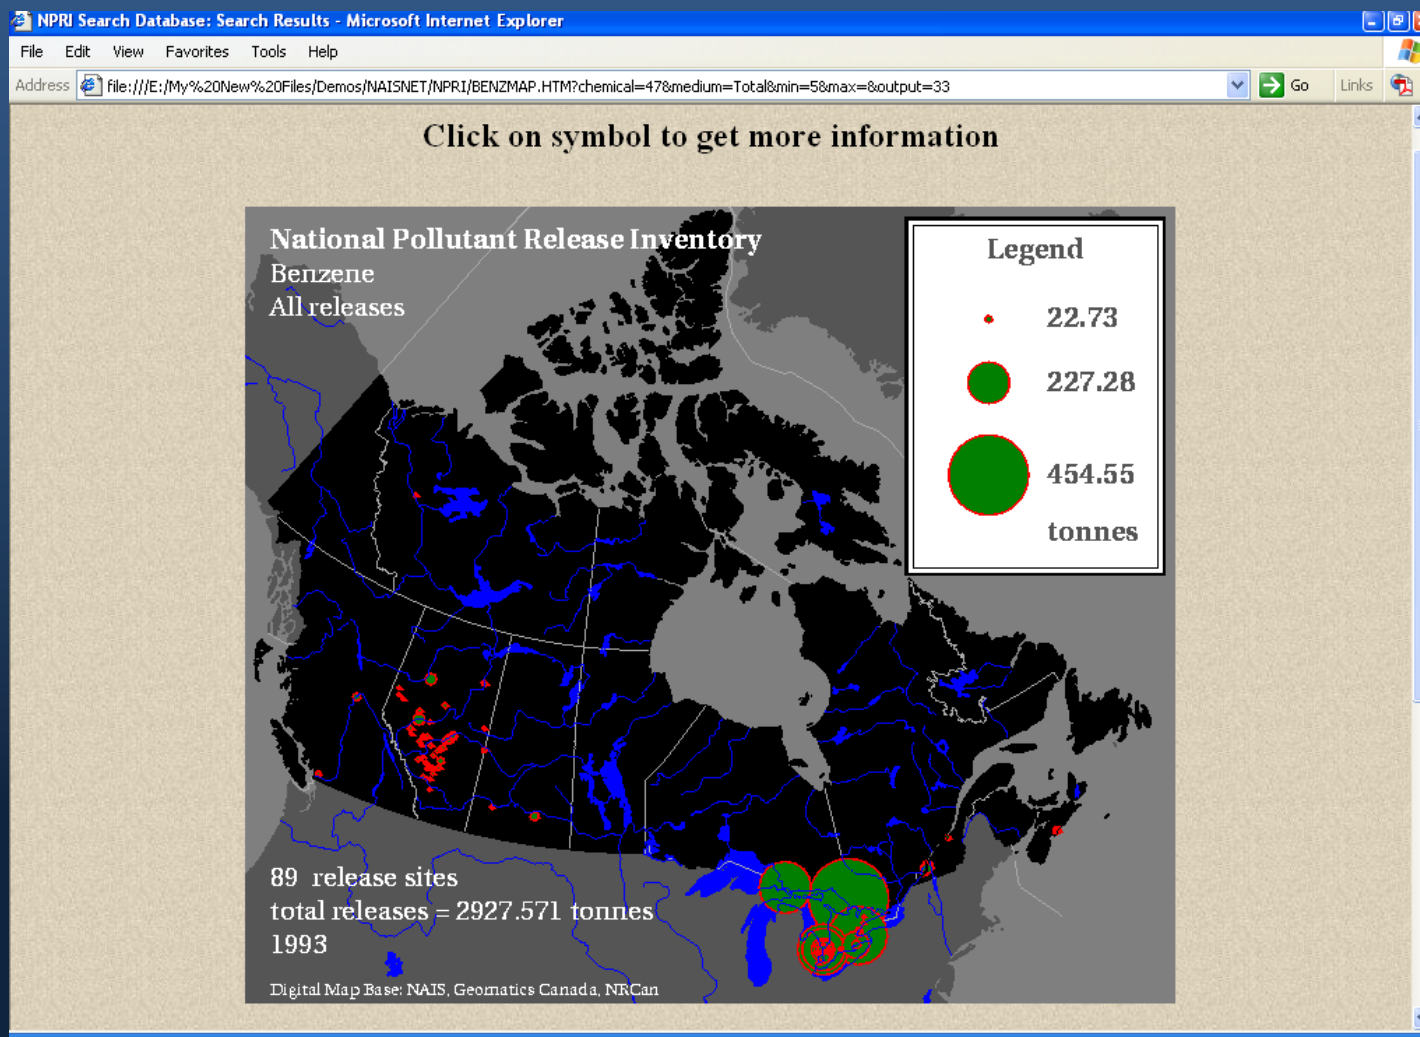 NPRI Search Database: Search Results - Microsoft Internet Explorer
File Edit View Favorites Tools Help
Address file:///E:/My%20New%20Files/Demos/NAISNET/NPRI/BENZMAP.HTM?chemical=47&medium=Total&min=5&max=&output=33 Go Links
Click on symbol to get more information
National Pollutant Release Inventory
Benzene
All releases
Legend
22.73
227.28
454.55
tonnes
89 release sites
total releases = 2927.571 tonnes
1993
Digital Map Base: NAIS, Geomatics Canada, NRCan